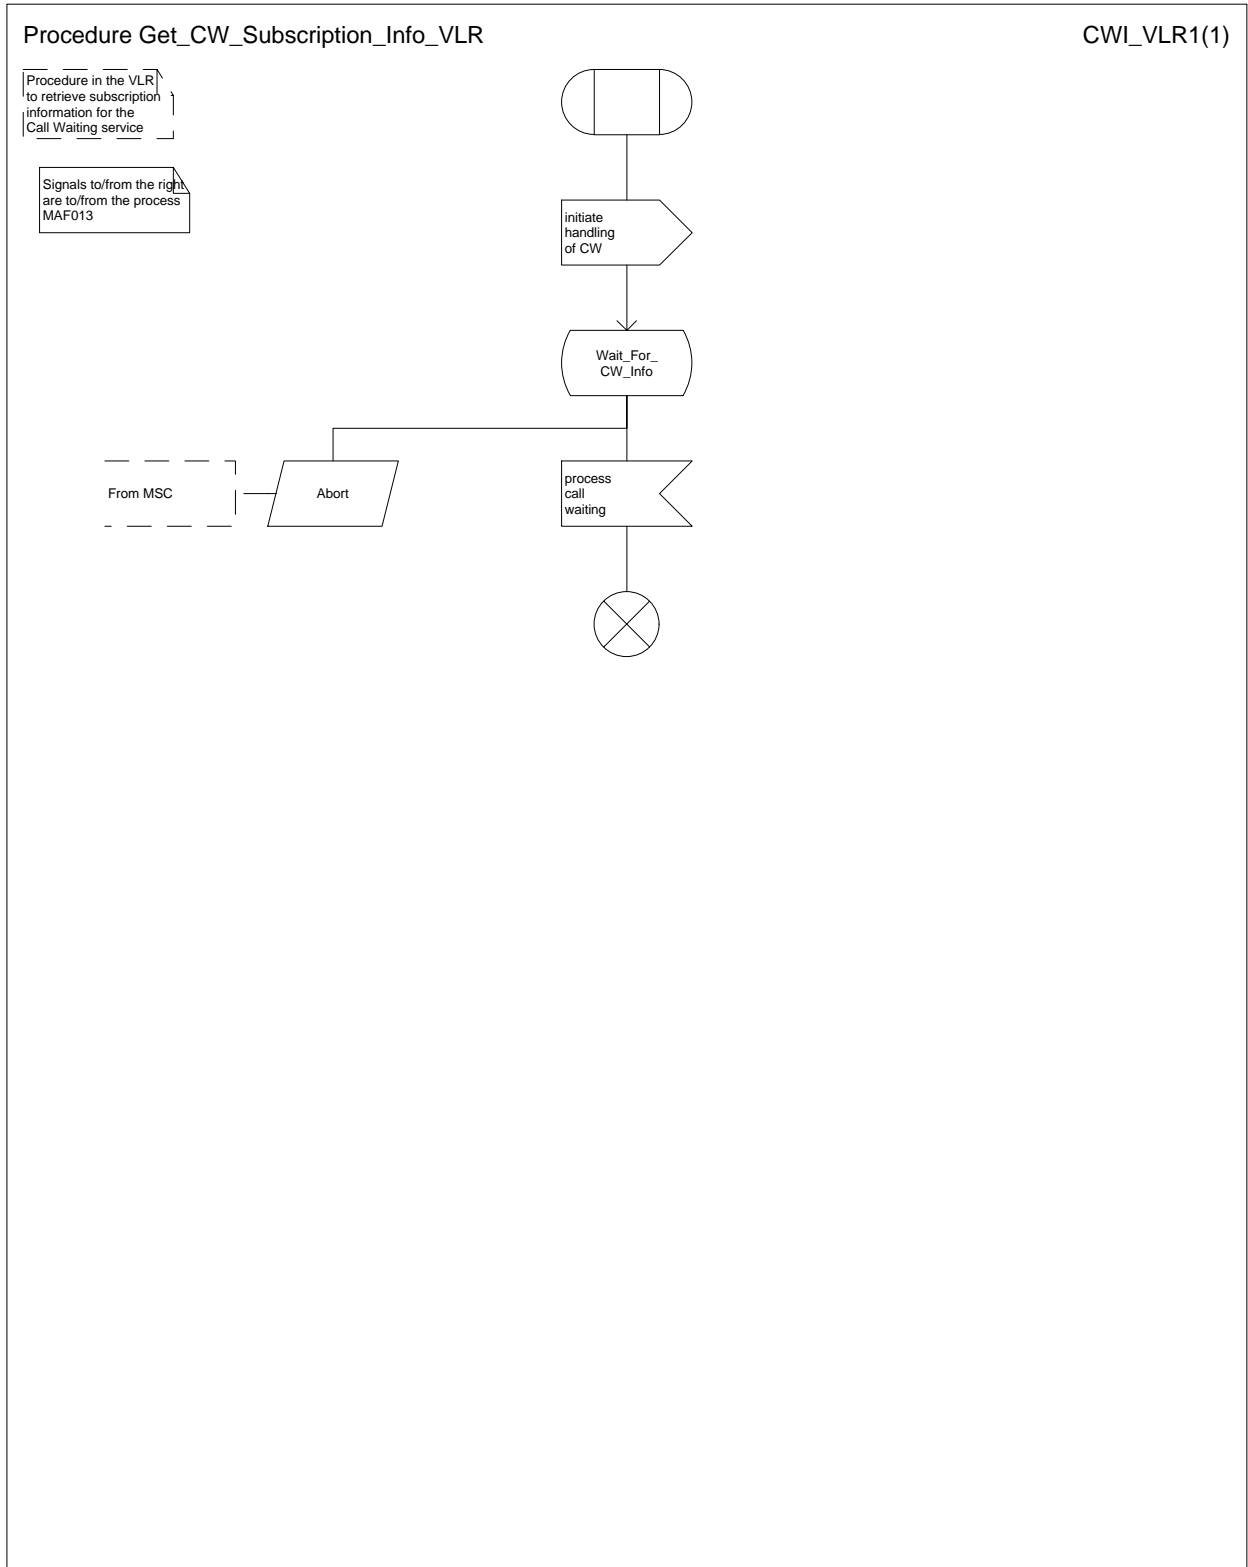 Procedure Get_CW_Subscription_Info_VLR
CWI_VLR1(1)
Procedure in the VLR
to retrieve subscription
information for the
Call Waiting service
Signals to/from the right
are to/from the process
MAF013
initiate
handling
of CW
Wait_For_
CW_Info
From MSC
Abort
process
call
waiting